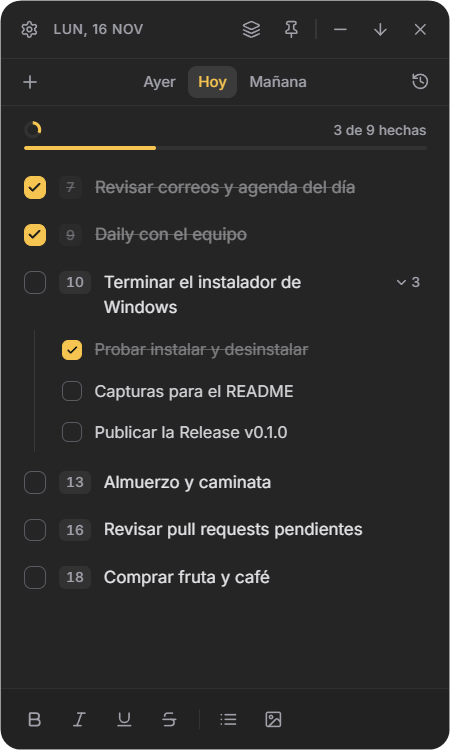 LUN, 16 NOV
Ayer Hoy Mañana
3 de 9 hechas
7 Revisar correos y agenda del día
9 Daily con el equipo
10 Terminar el instalador de 3
Windows
Probar instalar y desinstalar
Capturas para el README
Publicar la Release v0.1.0
13 Almuerzo y caminata
16 Revisar pull requests pendientes
18 Comprar fruta y café
B I U S